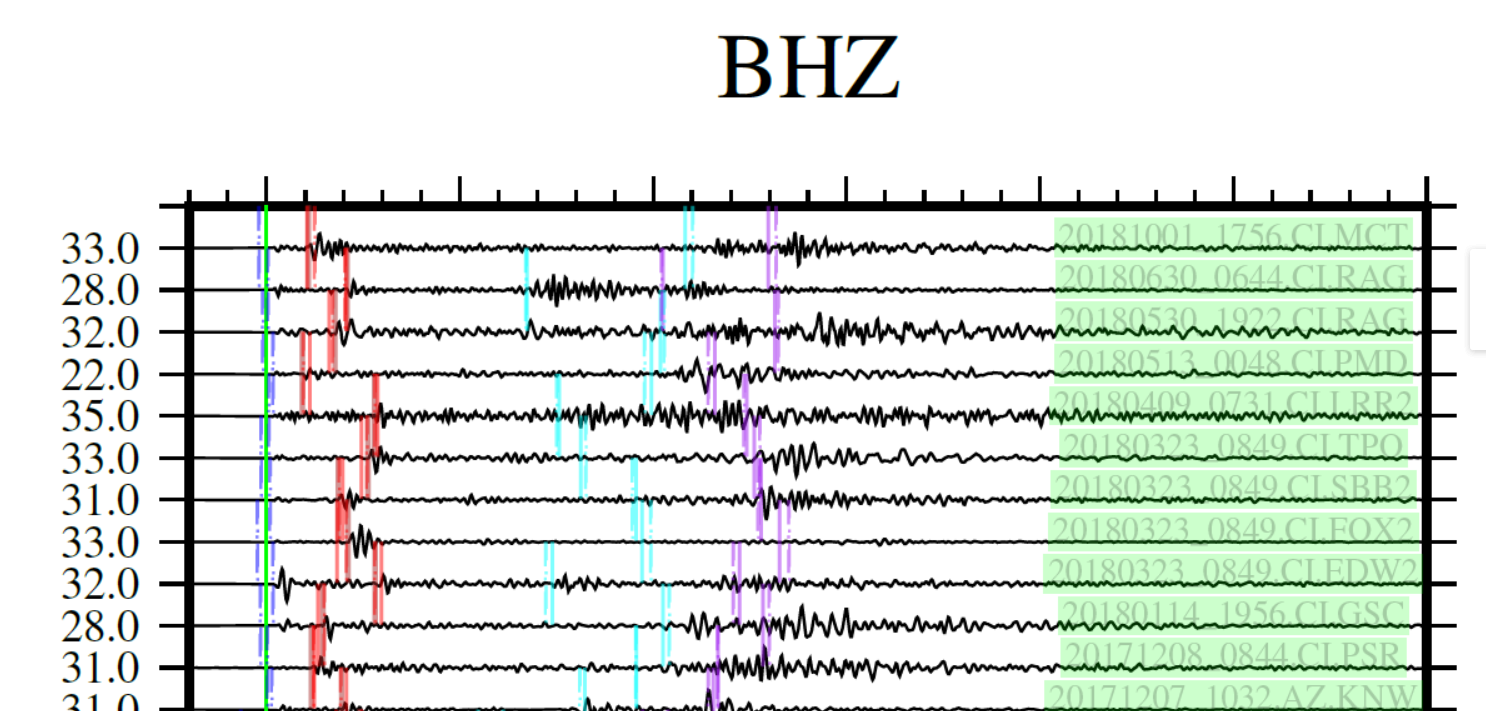 BHZ
33.0 20181001_1756.CI.MCT
28.0 20180630_0644.CI.RAG
32.0 20180530_1922.CI.RAG
22.0 20180513_0048.CI.PMD
35.0 20180409_0731.CI.LRR2
33.0 20180323_0849.CI.TPO
31.0 20180323_0849.CI.SBB2
33.0 20180323_0849.CI.FOX2
32.0 20180323_0849.CI.EDW2
28.0 20180114_1956.CI.GSC
31.0 20171208_0844.CI.PSR
31.0 20171207_1032.AZ.KNW